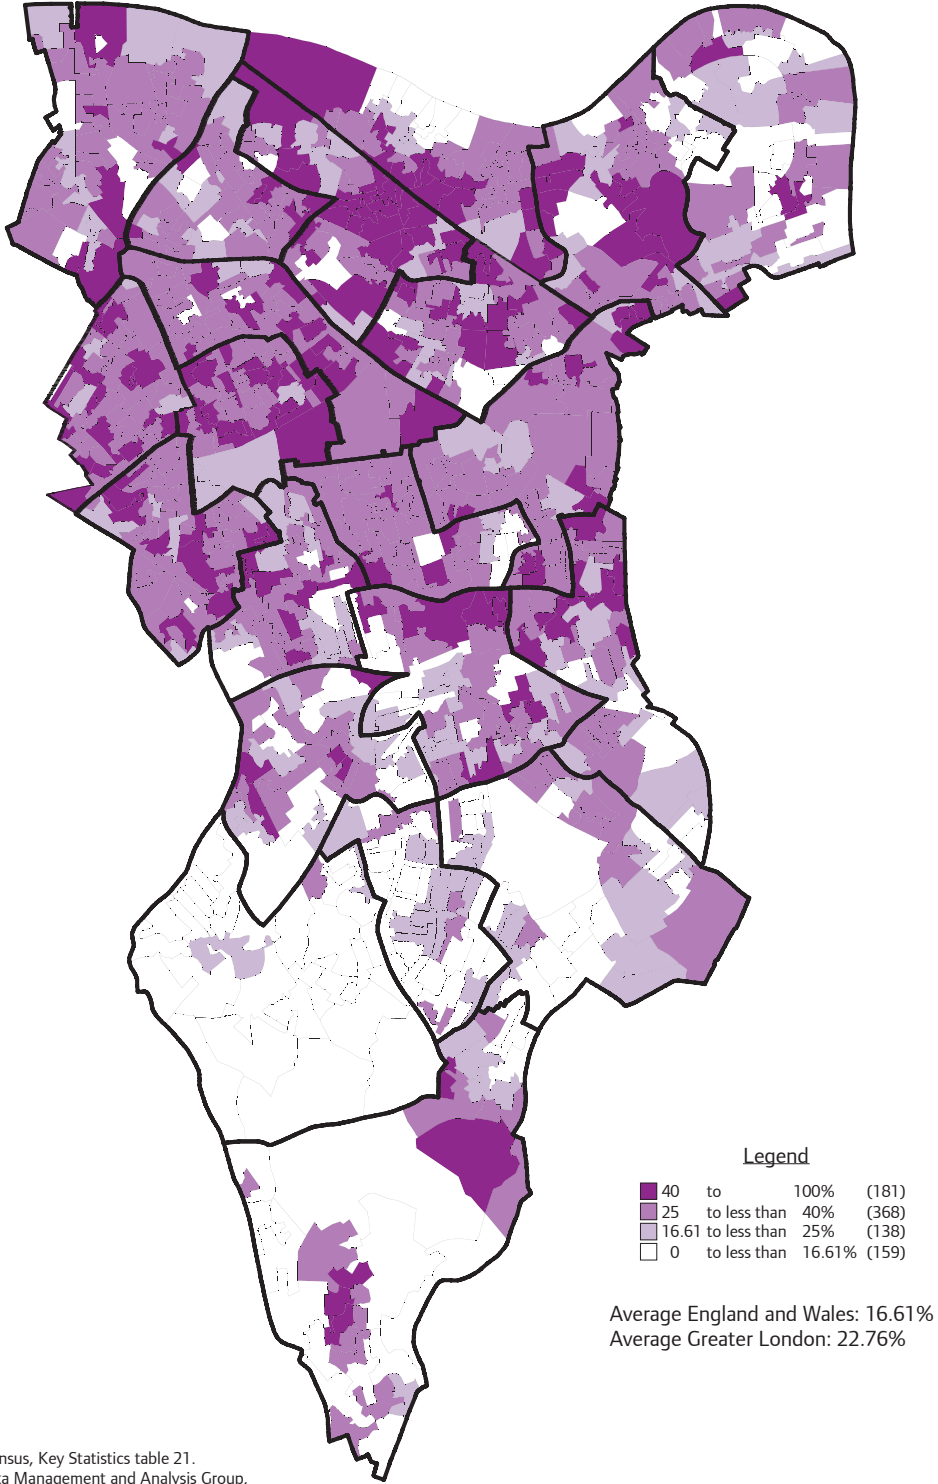 Legend
40 to 100% (181)
25 to less than 40% (368)
16.61 to less than 25% (138)
0 to less than 16.61% (159)
Average England and Wales: 16.61%
Average Greater London: 22.76%
nsus, Key Statistics table 21.
ta Management and Analysis Group,